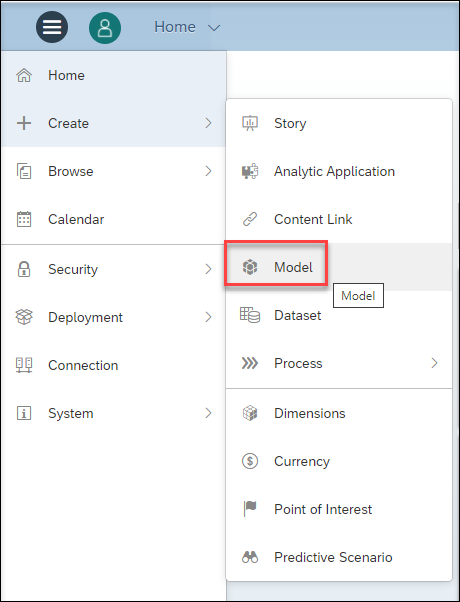 Home
Home
Create
Browse
Calendar
Security
Deployment
Connection
System
Story
Analytic Application
Content Link
Model
Model
Dataset
Process
Dimensions
Currency
Point of Interest
Predictive Scenario